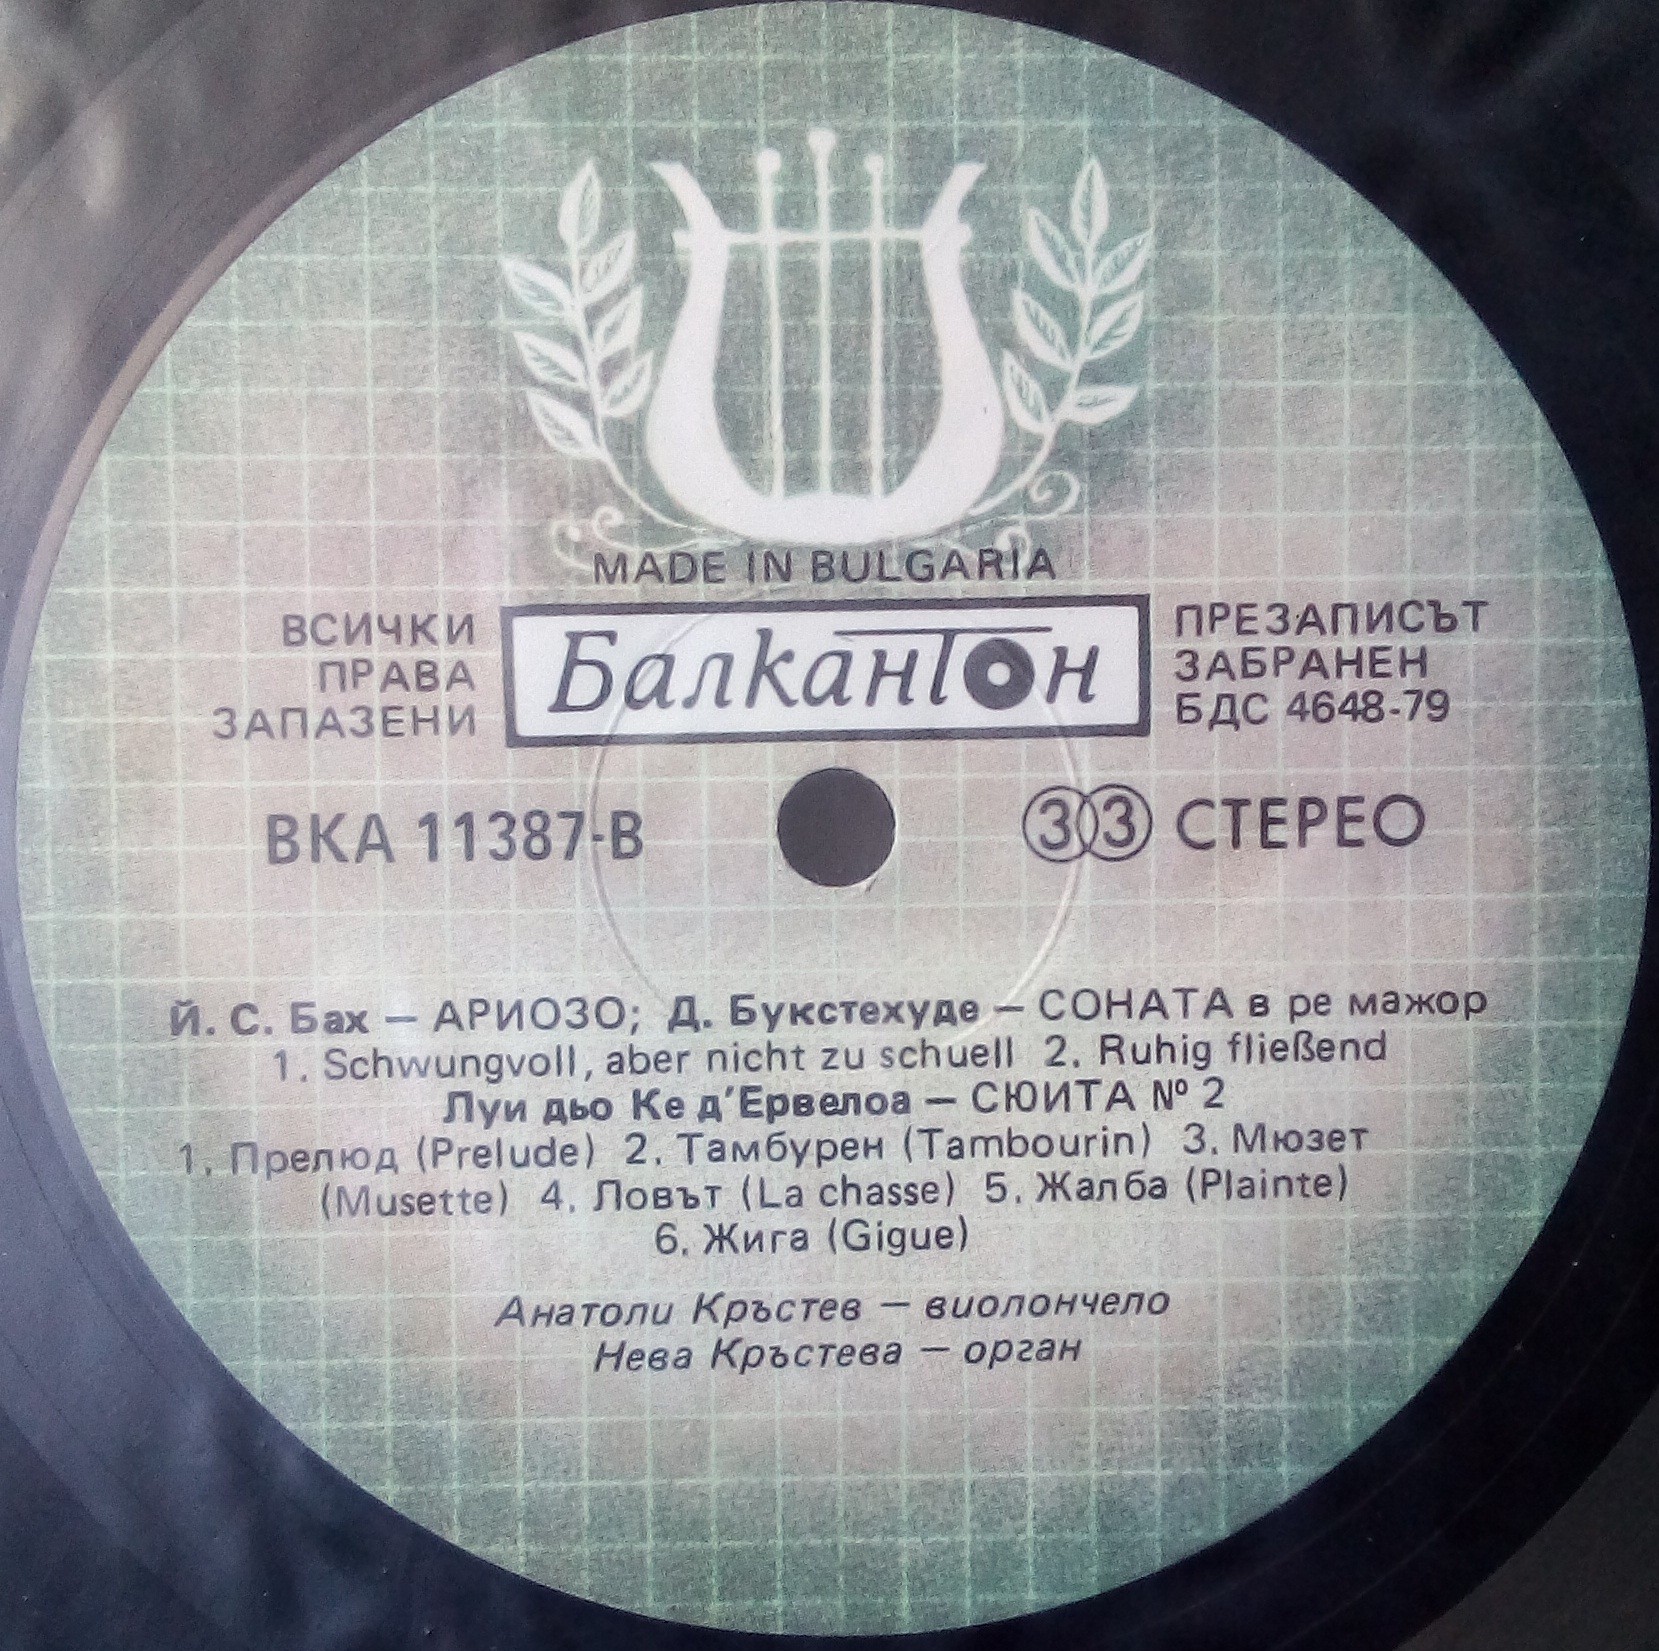 MADE IN BULGARIA
ВСИЧКИ
ПРАВА
ЗАПАЗЕНИ
Балкантон
ПРЕЗАПИСЪТ
ЗАБРАНЕН
БДС 4648-79
ВКА 11387-В
33 СТЕРЕО
Й. С. Бах — АРИОЗО; Д. Букстехуде — СОНАТА в ре мажор
1. Schwungvoll, aber nicht zu schuell 2. Ruhig fließend
Луи дьо Ке д'Ервелоа — СЮИТА № 2
1. Прелюд (Prelude) 2. Тамбурен (Tambourin) 3. Мюзет
(Musette) 4. Ловът (La chasse) 5. Жалба (Plainte)
6. Жига (Gigue)
Анатоли Кръстев — виолончело
Нева Кръстева — орган